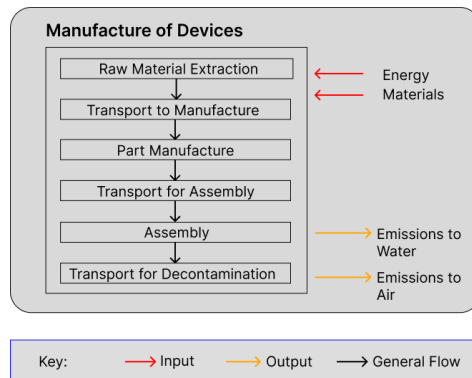 Manufacture of Devices
Raw Material Extraction
Energy
Transport to Manufacture
Materials
Part Manufacture
Transport for Assembly
Assembly
Emissions to
Water
Transport for Decontamination
Emissions to
Air
Key:
Input
Output
General Flow